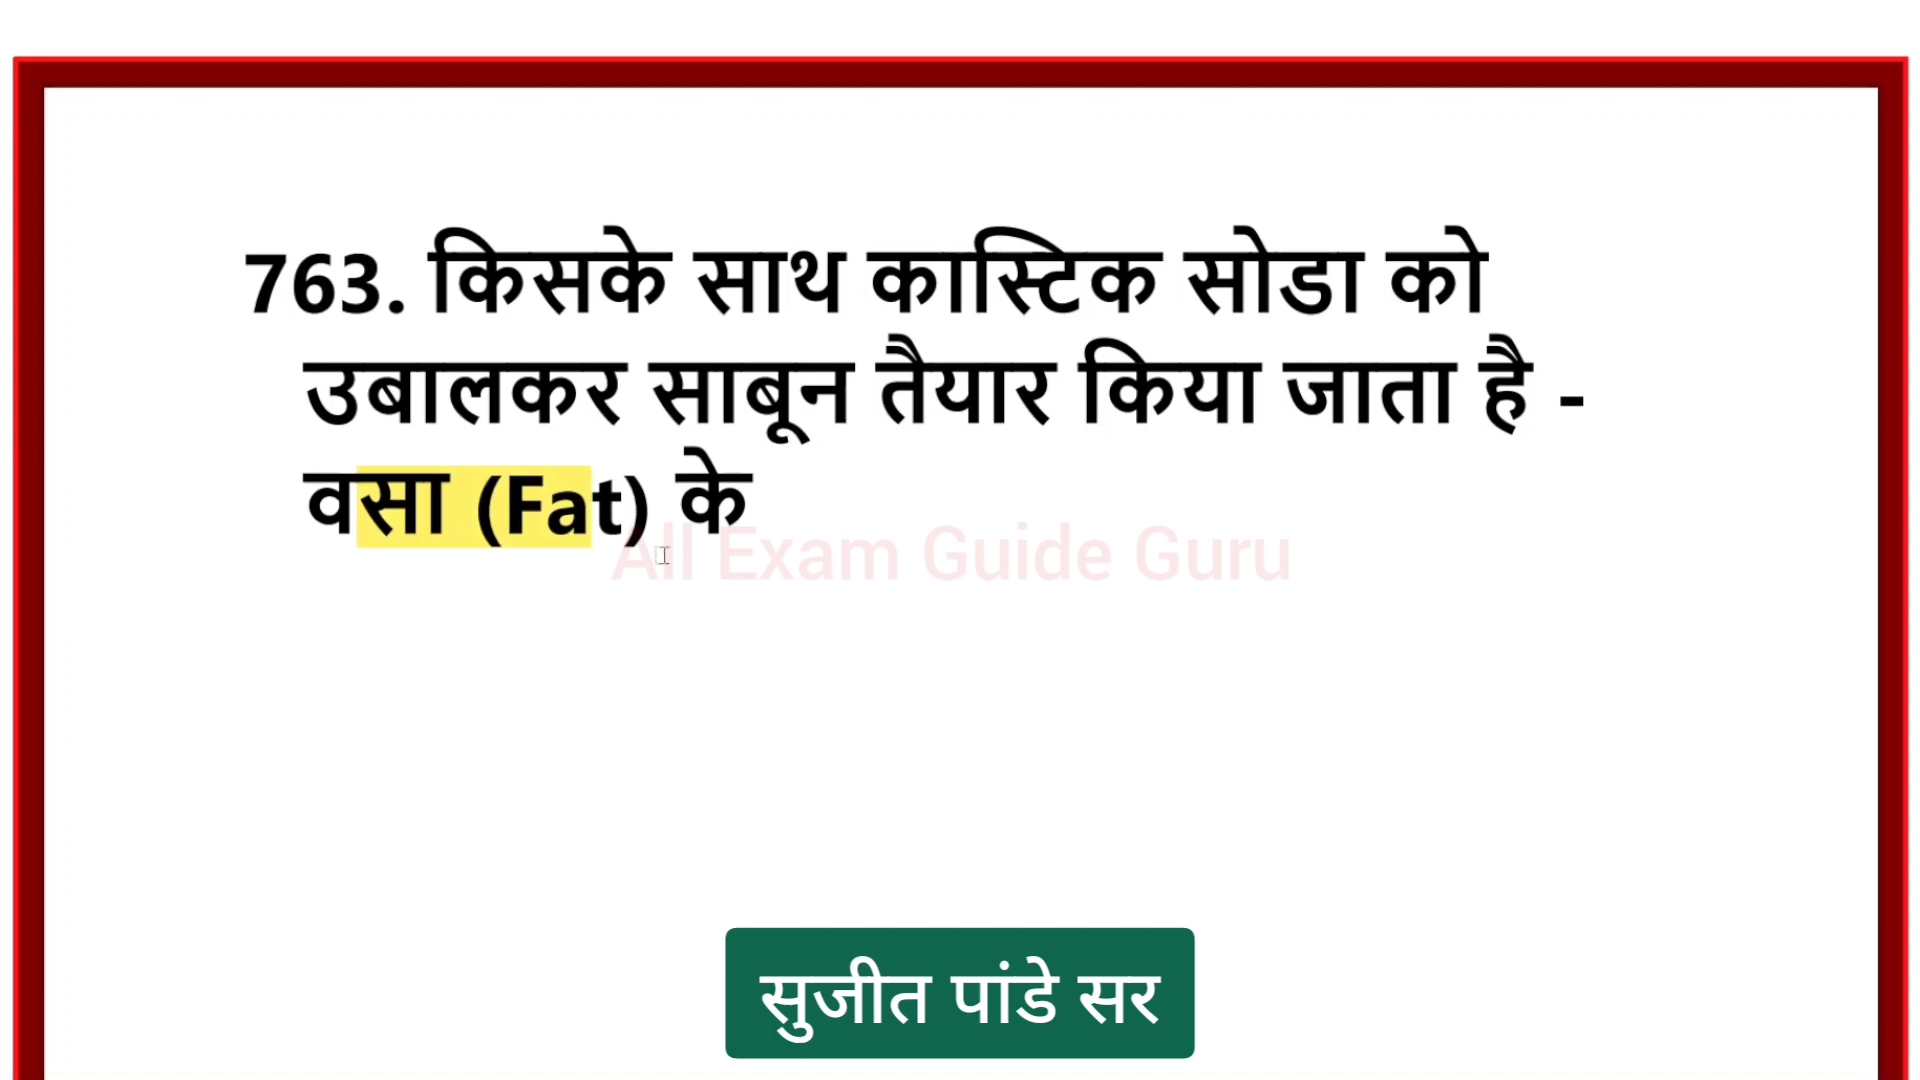 763. किसके साथ कास्टिक सोडा को
उबालकर साबून तैयार किया जाता है -
वसा (Fat) के
All Exam Guide Guru
सुजीत पांडे सर